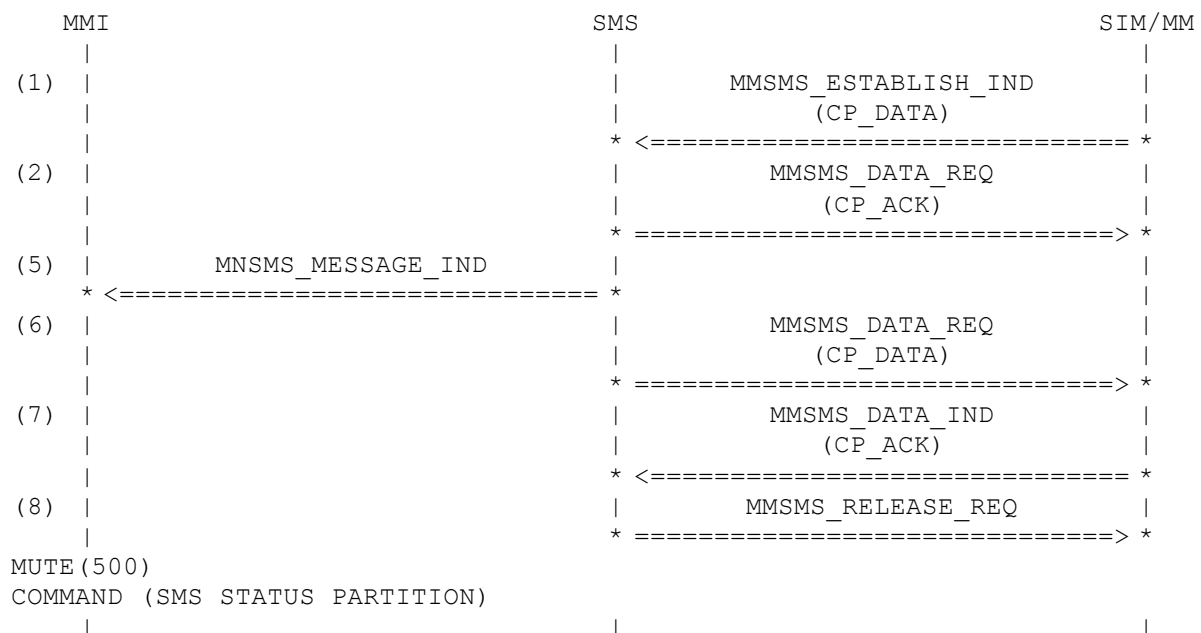 MMI SMS SIM/MM
| | |
(1) | | MMSMS_ESTABLISH_IND |
| | (CP_DATA) |
| * <============================== *
(2) | | MMSMS_DATA_REQ |
| | (CP_ACK) |
| * ==============================> *
(5) | MNSMS_MESSAGE_IND | |
* <============================== * |
(6) | | MMSMS_DATA_REQ |
| | (CP_DATA) |
| * ==============================> *
(7) | | MMSMS_DATA_IND |
| | (CP_ACK) |
| * <============================== *
(8) | | MMSMS_RELEASE_REQ |
| * ==============================> *
MUTE(500)
COMMAND (SMS STATUS PARTITION)
| | |